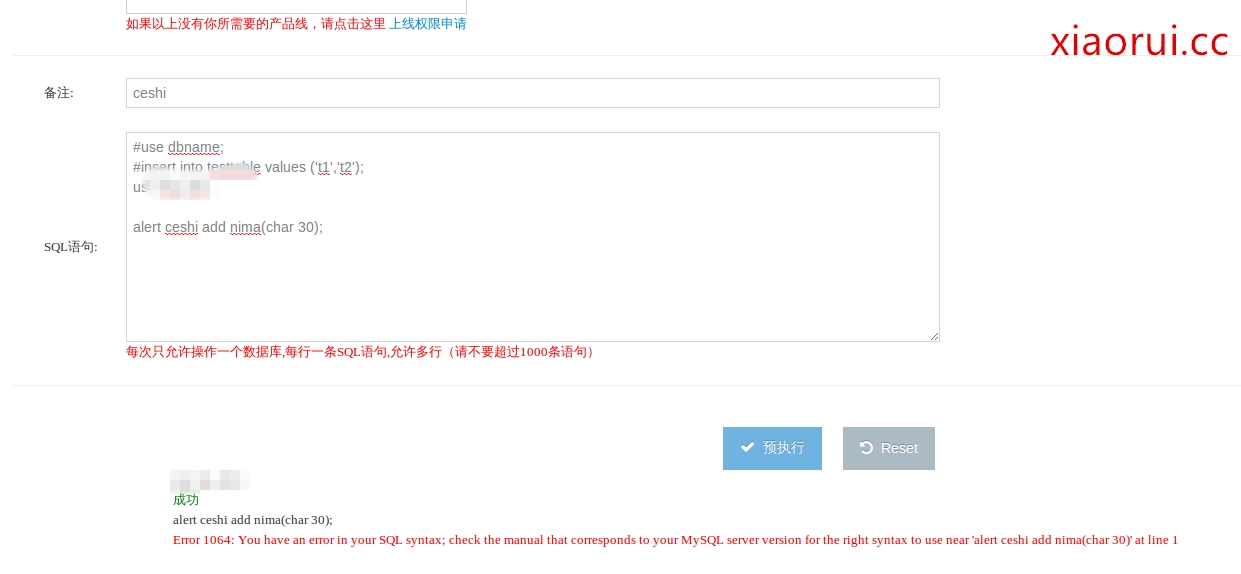 如果以上没有你所需要的产品线，请点击这里 上线权限申请
xiaorui.cc
备注:
ceshi
#use dbname;
#insert into testtable values ('t1','t2');
SQL语句:
alert ceshi add nima(char 30);
每次只允许操作一个数据库,每行一条SQL语句,允许多行（请不要超过1000条语句）
预执行
Reset
成功
alert ceshi add nima(char 30);
Error 1064: You have an error in your SQL syntax; check the manual that corresponds to your MySQL server version for the right syntax to use near 'alert ceshi add nima(char 30)' at line 1